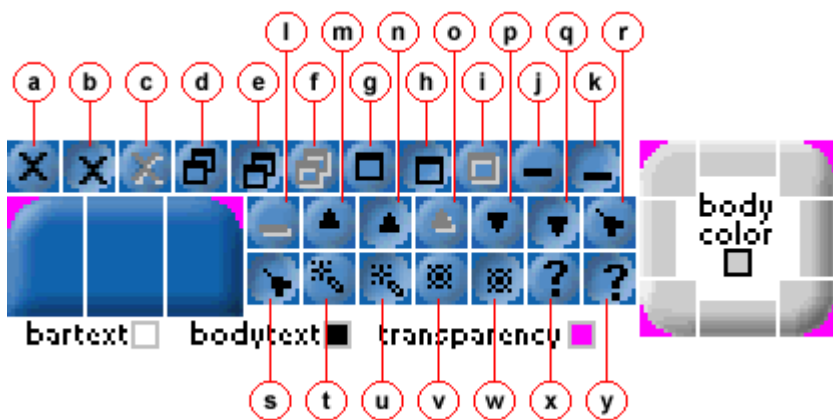 l m n o p q r
a b c d e f g h i j k
body
color
bartext bodytext transparency
? ?
s t u v w x y